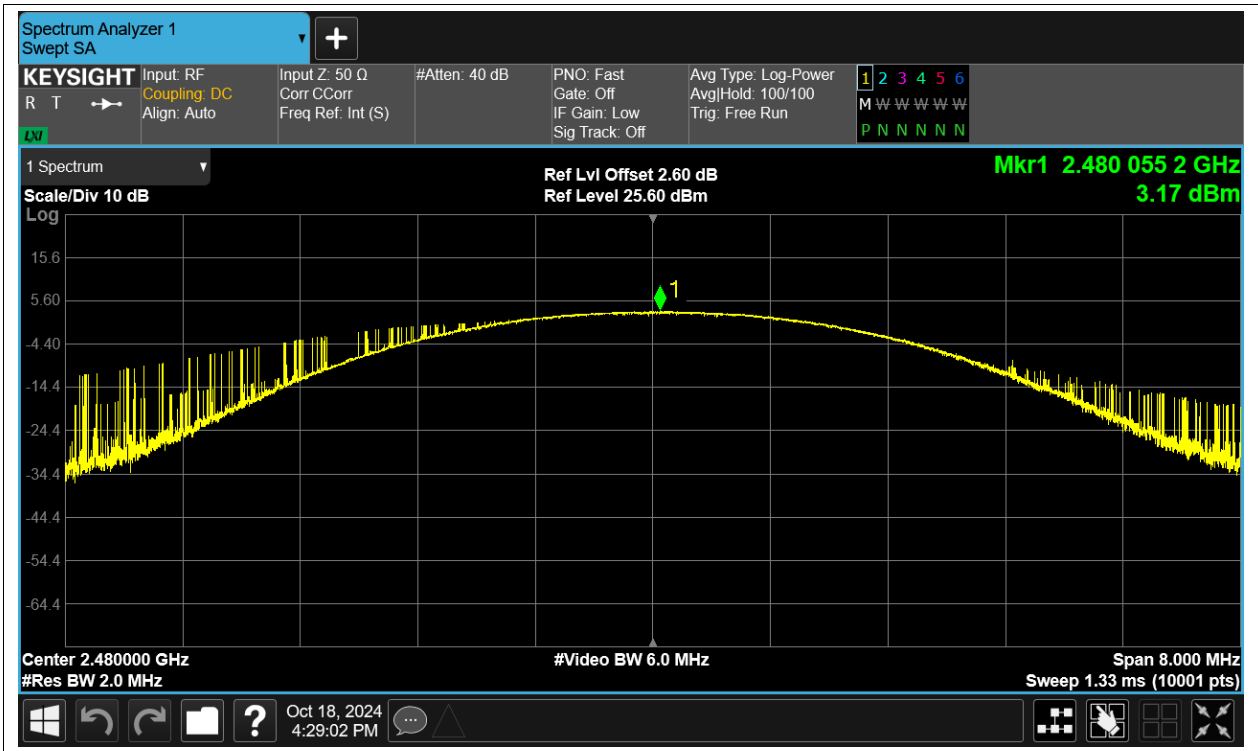 Spectrum Analyzer 1
Swept SA
▼
+
KEYSIGHT
R T
LXI
Input: RF
Coupling: DC
Align: Auto
Input Z: 50 Ω
Corr CCorr
Freq Ref: Int (S)
#Atten: 40 dB
PNO: Fast
Gate: Off
IF Gain: Low
Sig Track: Off
Avg Type: Log-Power
Avg|Hold: 100/100
Trig: Free Run
1 2 3 4 5 6
M W W W W W
P N N N N N
1 Spectrum ▼
Scale/Div 10 dB
Ref Lvl Offset 2.60 dB
Ref Level 25.60 dBm
Mkr1 2.480 055 2 GHz
3.17 dBm
Log
15.6
5.60
-4.40
-14.4
-24.4
-34.4
-44.4
-54.4
-64.4
1
Center 2.480000 GHz
#Res BW 2.0 MHz
#Video BW 6.0 MHz
Span 8.000 MHz
Sweep 1.33 ms (10001 pts)
?
Oct 18, 2024
4:29:02 PM